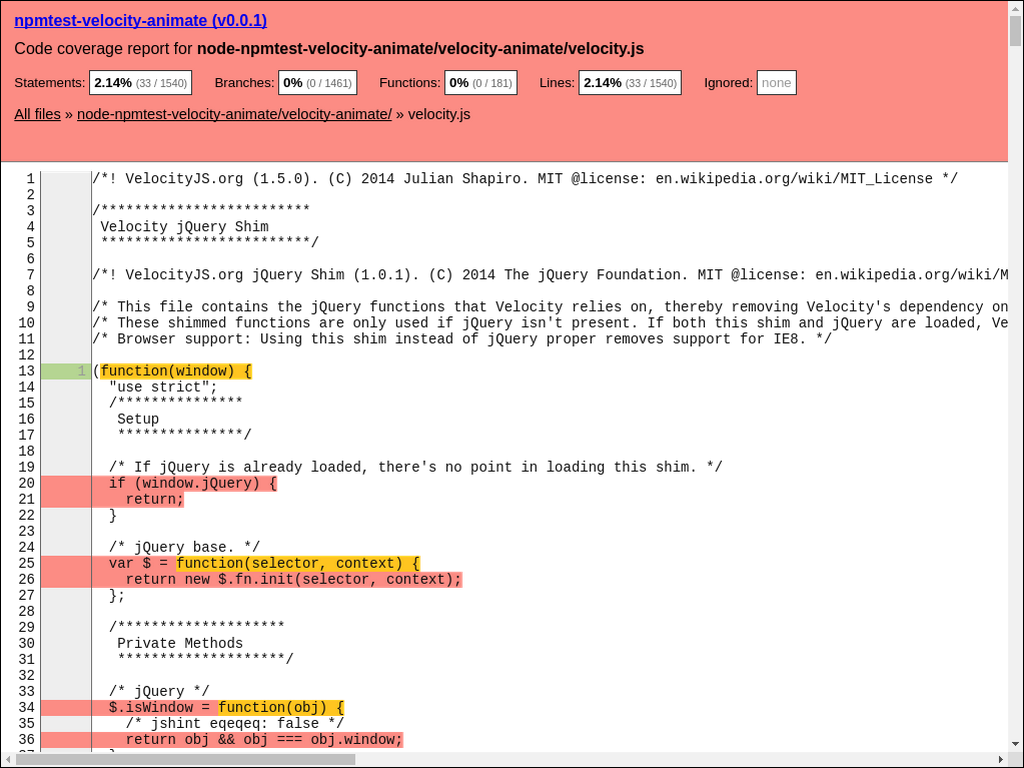 npmtest-velocity-animate (v0.0.1)
Code coverage report for node-npmtest-velocity-animate/velocity-animate/velocity.js
Statements: 2.14% (33 / 1540) Branches: 0% (0 / 1461) Functions: 0% (0 / 181) Lines: 2.14% (33 / 1540) Ignored: none
All files » node-npmtest-velocity-animate/velocity-animate/ » velocity.js
1 /*! VelocityJS.org (1.5.0). (C) 2014 Julian Shapiro. MIT @license: en.wikipedia.org/wiki/MIT_License */
2
3 /*************************
4 Velocity jQuery Shim
5 *************************/
6
7 /*! VelocityJS.org jQuery Shim (1.0.1). (C) 2014 The jQuery Foundation. MIT @license: en.wikipedia.org/wiki/M
8
9 /* This file contains the jQuery functions that Velocity relies on, thereby removing Velocity's dependency on
10 /* These shimmed functions are only used if jQuery isn't present. If both this shim and jQuery are loaded, Ve
11 /* Browser support: Using this shim instead of jQuery proper removes support for IE8. */
12
13 1 (function(window) {
14 "use strict";
15 /***************
16 Setup
17 ***************/
18
19 /* If jQuery is already loaded, there's no point in loading this shim. */
20 if (window.jQuery) {
21 return;
22 }
23
24 /* jQuery base. */
25 var $ = function(selector, context) {
26 return new $.fn.init(selector, context);
27 };
28
29 /********************
30 Private Methods
31 ********************/
32
33 /* jQuery */
34 $.isWindow = function(obj) {
35 /* jshint eqeqeq: false */
36 return obj && obj === obj.window;